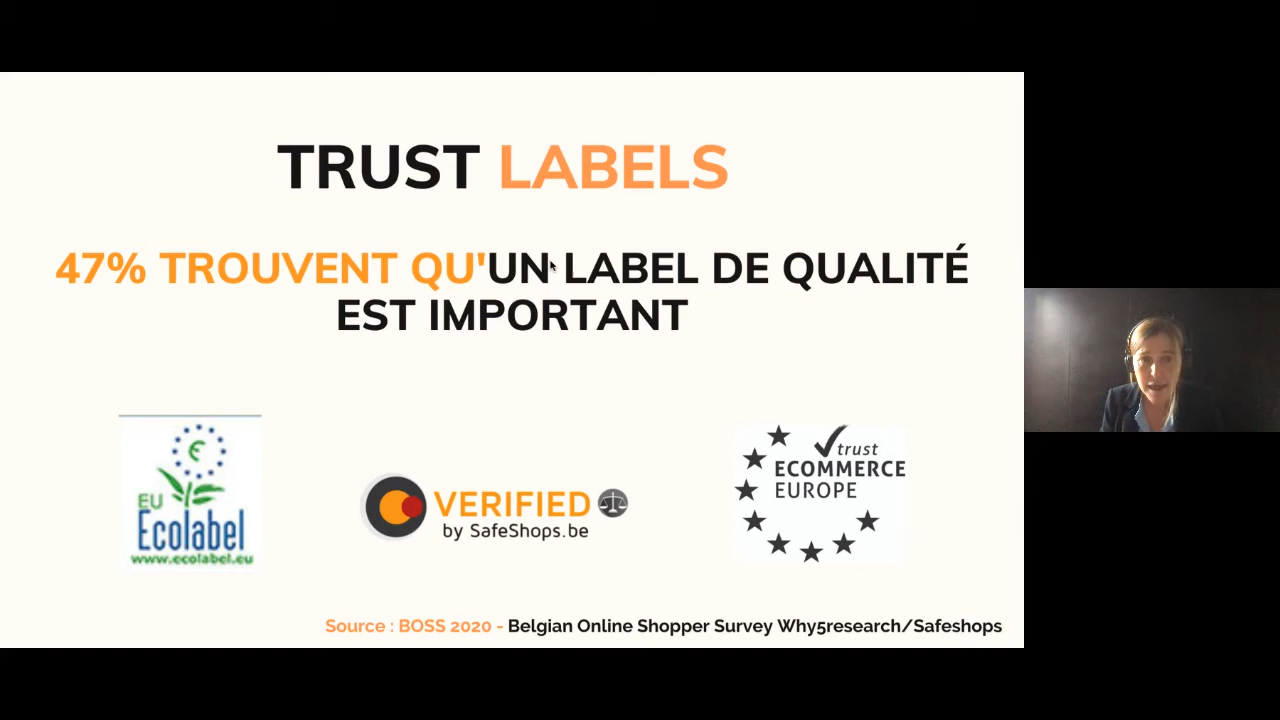 TRUST LABELS
47% TROUVENT QU'UN LABEL DE QUALITÉ
EST IMPORTANT
EU
Ecolabel
www.ecolabel.eu
VERIFIED
by SafeShops.be
trust
ECOMMERCE
EUROPE
Source : BOSS 2020 - Belgian Online Shopper Survey Why5research/Safeshops